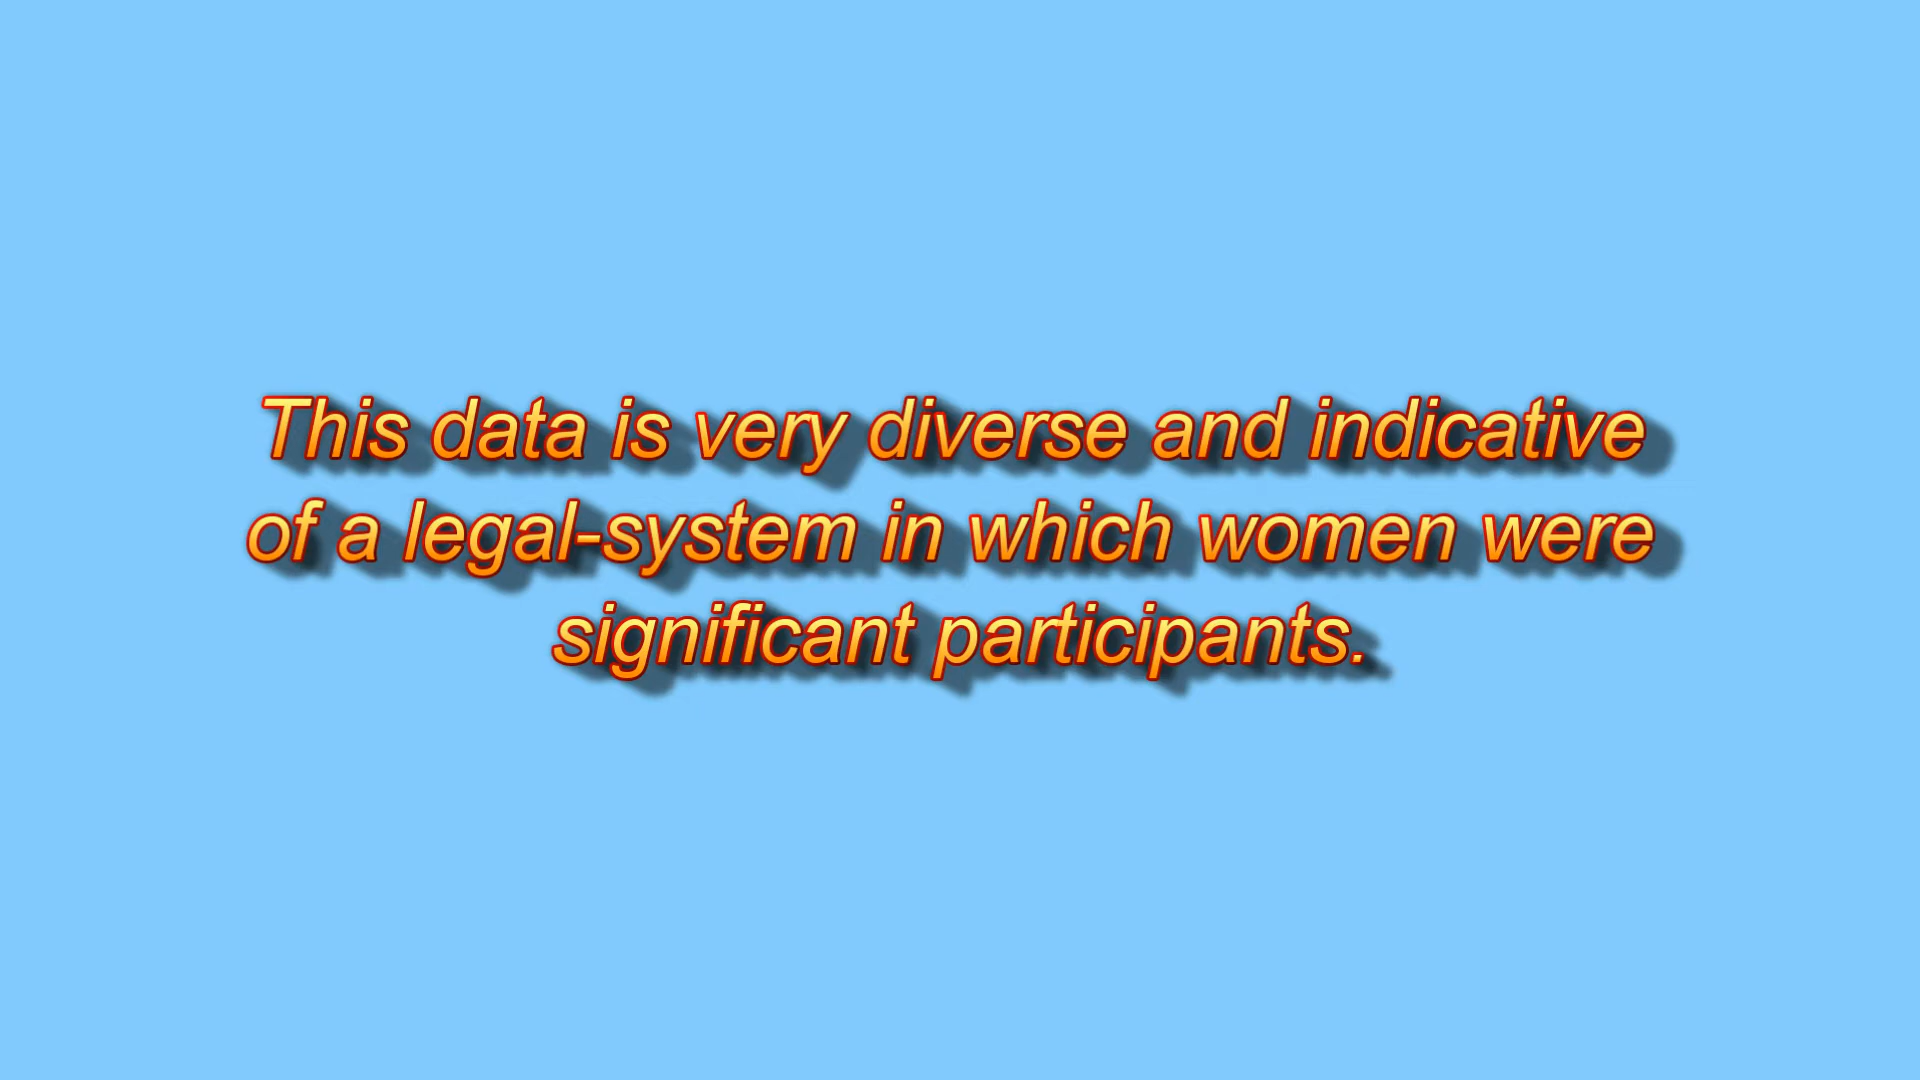 This data is very diverse and indicative
of a legal-system in which women were
significant participants.